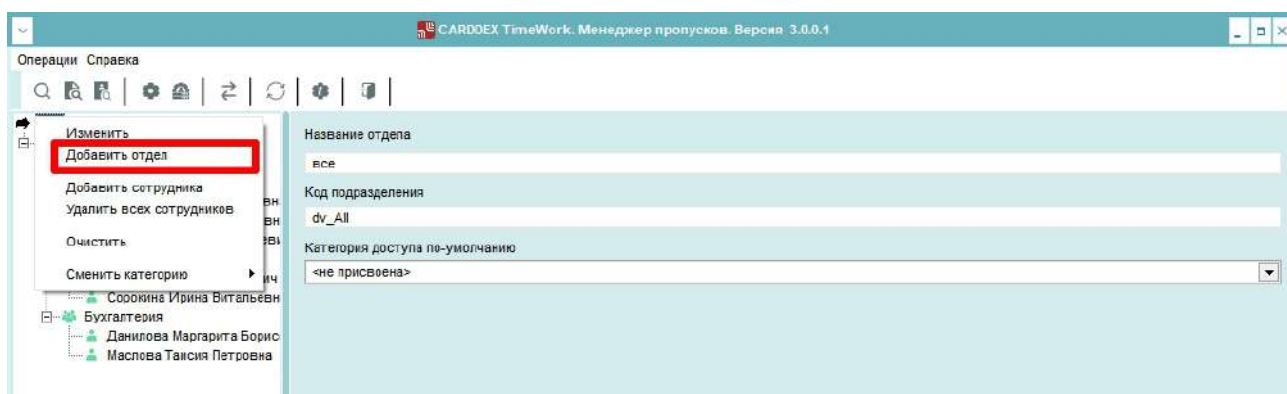 CARDDEX TimeWork. Менеджер пропусков. Версия 3.0.0.1
Операции Справка
Изменить
Добавить отдел
Добавить сотрудника
Удалить всех сотрудников
Очистить
Сменить категорию
Сорокина Ирина Витальевн
Бухгалтерия
Данилова Маргарита Борис
Маслова Таисия Петровна
Название отдела
все
Код подразделения
dv_All
Категория доступа по-умолчанию
<не присвоена>